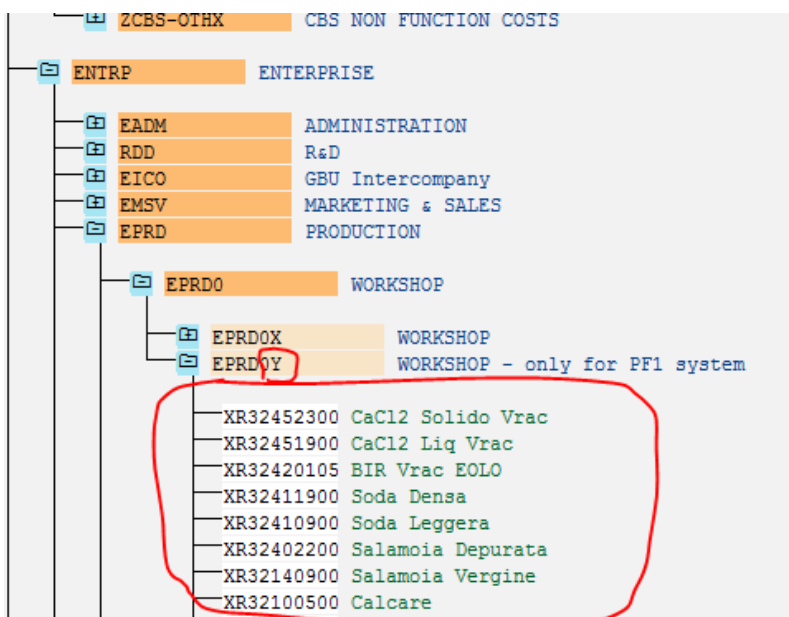 ZCBS-OTHX CBS NON FUNCTION COSTS
ENTRP ENTERPRISE
EADM ADMINISTRATION
RDD R&D
EICO GBU Intercompany
EMSV MARKETING & SALES
EPRD PRODUCTION
EPRD0 WORKSHOP
EPRD0X WORKSHOP
EPRD0Y WORKSHOP - only for PF1 system
XR32452300 CaCl2 Solido Vrac
XR32451900 CaCl2 Liq Vrac
XR32420105 BIR Vrac EOLO
XR32411900 Soda Densa
XR32410900 Soda Leggera
XR32402200 Salamoia Depurata
XR32140900 Salamoia Vergine
XR32100500 Calcare